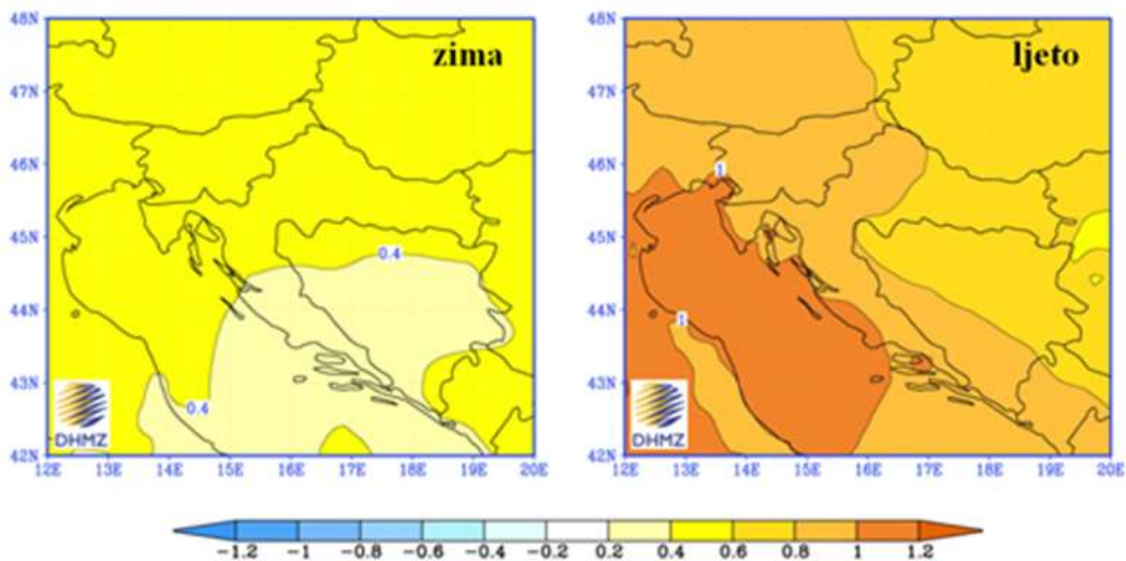 zima
48N
47N
46N
45N
44N
43N
42N
0.4
0.4
DHMZ
12E 13E 14E 15E 16E 17E 18E 19E 20E
ljeto
48N
47N
46N
45N
44N
43N
42N
1
1
DHMZ
12E 13E 14E 15E 16E 17E 18E 19E 20E
-1.2 -1 -0.8 -0.6 -0.4 -0.2 0.2 0.4 0.6 0.8 1 1.2